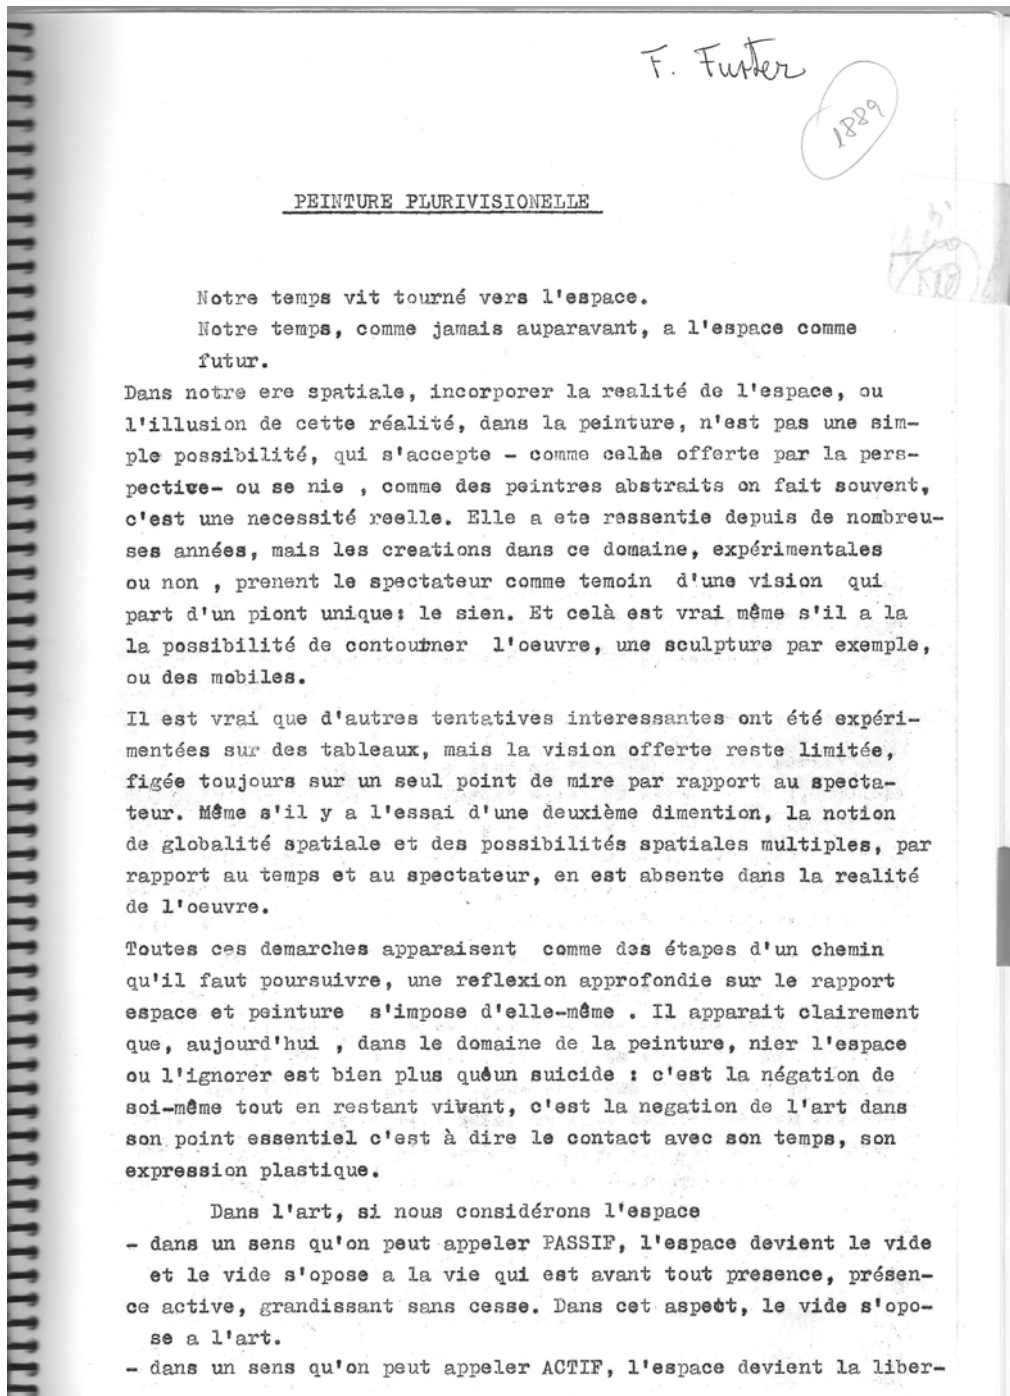 F. Fuster
1889
PEINTURE PLURIVISIONELLE
Notre temps vit tourné vers l'espace.
Notre temps, comme jamais auparavant, a l'espace comme
futur.
Dans notre ere spatiale, incorporer la realité de l'espace, ou
l'illusion de cette réalité, dans la peinture, n'est pas une sim-
ple possibilité, qui s'accepte - comme celle offerte par la pers-
pective- ou se nie , comme des peintres abstraits on fait souvent,
c'est une necessité reelle. Elle a ete ressentie depuis de nombreu-
ses années, mais les creations dans ce domaine, expérimentales
ou non , prenent le spectateur comme temoin d'une vision qui
part d'un piont unique: le sien. Et celà est vrai même s'il a la
la possibilité de contourner l'oeuvre, une sculpture par exemple,
ou des mobiles.
Il est vrai que d'autres tentatives interessantes ont été expéri-
mentées sur des tableaux, mais la vision offerte reste limitée,
figée toujours sur un seul point de mire par rapport au specta-
teur. Même s'il y a l'essai d'une deuxième dimention, la notion
de globalité spatiale et des possibilités spatiales multiples, par
rapport au temps et au spectateur, en est absente dans la realité
de l'oeuvre.
Toutes ces demarches apparaisent comme des étapes d'un chemin
qu'il faut poursuivre, une reflexion approfondie sur le rapport
espace et peinture s'impose d'elle-même . Il apparait clairement
que, aujourd'hui , dans le domaine de la peinture, nier l'espace
ou l'ignorer est bien plus qu'un suicide : c'est la négation de
soi-même tout en restant vivant, c'est la negation de l'art dans
son point essentiel c'est à dire le contact avec son temps, son
expression plastique.
Dans l'art, si nous considérons l'espace
- dans un sens qu'on peut appeler PASSIF, l'espace devient le vide
et le vide s'opose a la vie qui est avant tout presence, présen-
ce active, grandissant sans cesse. Dans cet aspect, le vide s'opo-
se a l'art.
- dans un sens qu'on peut appeler ACTIF, l'espace devient la liber-